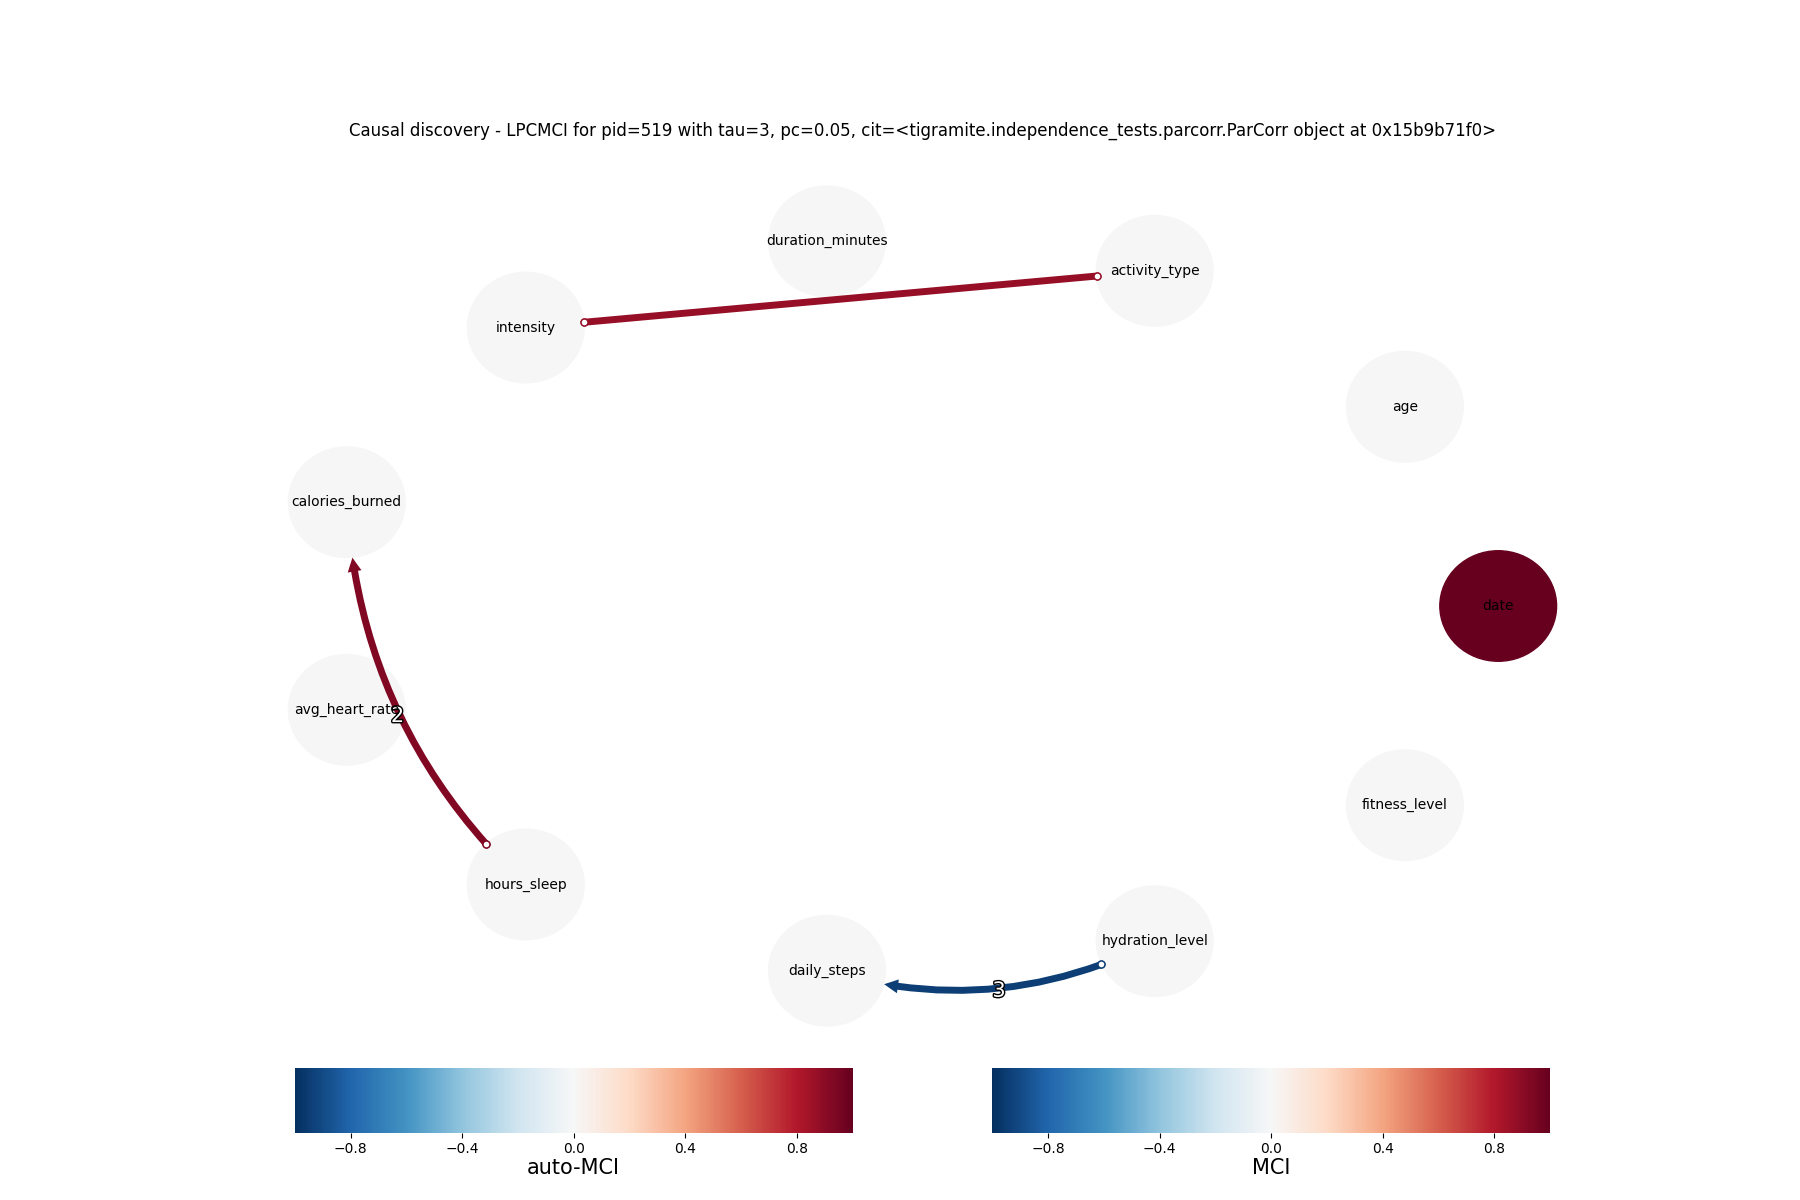 Causal discovery - LPCMCI for pid=519 with tau=3, pc=0.05, cit=<tigramite.independence_tests.parcorr.ParCorr object at 0x15b9b71f0>
duration_minutes
activity_type
intensity
age
calories_burned
date
avg_heart_rate
2
fitness_level
hours_sleep
hydration_level
daily_steps
3
−0.8 −0.4 0.0 0.4 0.8
auto-MCI
−0.8 −0.4 0.0 0.4 0.8
MCI